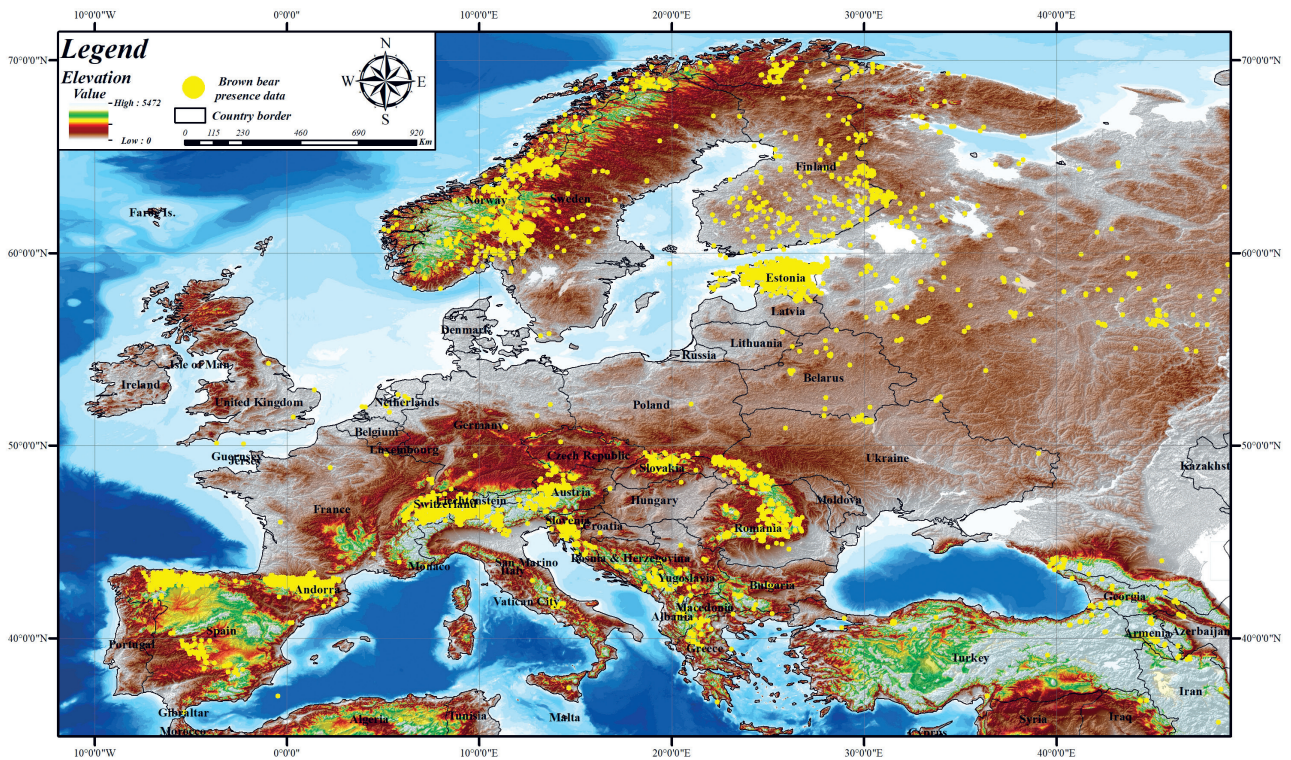 10°0'0"W 0°0'0" 10°0'0"E 20°0'0"E 30°0'0"E 40°0'0"E
Legend
Elevation
Value
High : 5472
Low : 0
Brown bear
presence data
Country border
N
W E
S
0 115 230 460 690 920
Km
70°0'0"N 70°0'0"N
Finland
Norway
Sweden
Faroe Is.
60°0'0"N 60°0'0"N
Estonia
Latvia
Denmark
Lithuania
Russia
Isle of Man
Ireland
Belarus
United Kingdom
Netherlands
Poland
Germany
Belgium
50°0'0"N 50°0'0"N
Luxembourg
Czech Republic
Guernsey
Jersey
Ukraine
Slovakia
Kazakhst
Austria
Liechtenstein
Switzerland
Hungary
Moldova
France
Slovenia
Croatia
Romania
Bosnia & Herzegovina
San Marino
Monaco
Italy
Yugoslavia
Bulgaria
Andorra
Georgia
Vatican City
Macedonia
Albania
Spain
Armenia
Azerbaijan
40°0'0"N 40°0'0"N
Portugal
Greece
Turkey
Iran
Gibraltar
Malta
Algeria
Tunisia
Syria
Iraq
Morocco
Cyprus
10°0'0"W 0°0'0" 10°0'0"E 20°0'0"E 30°0'0"E 40°0'0"E